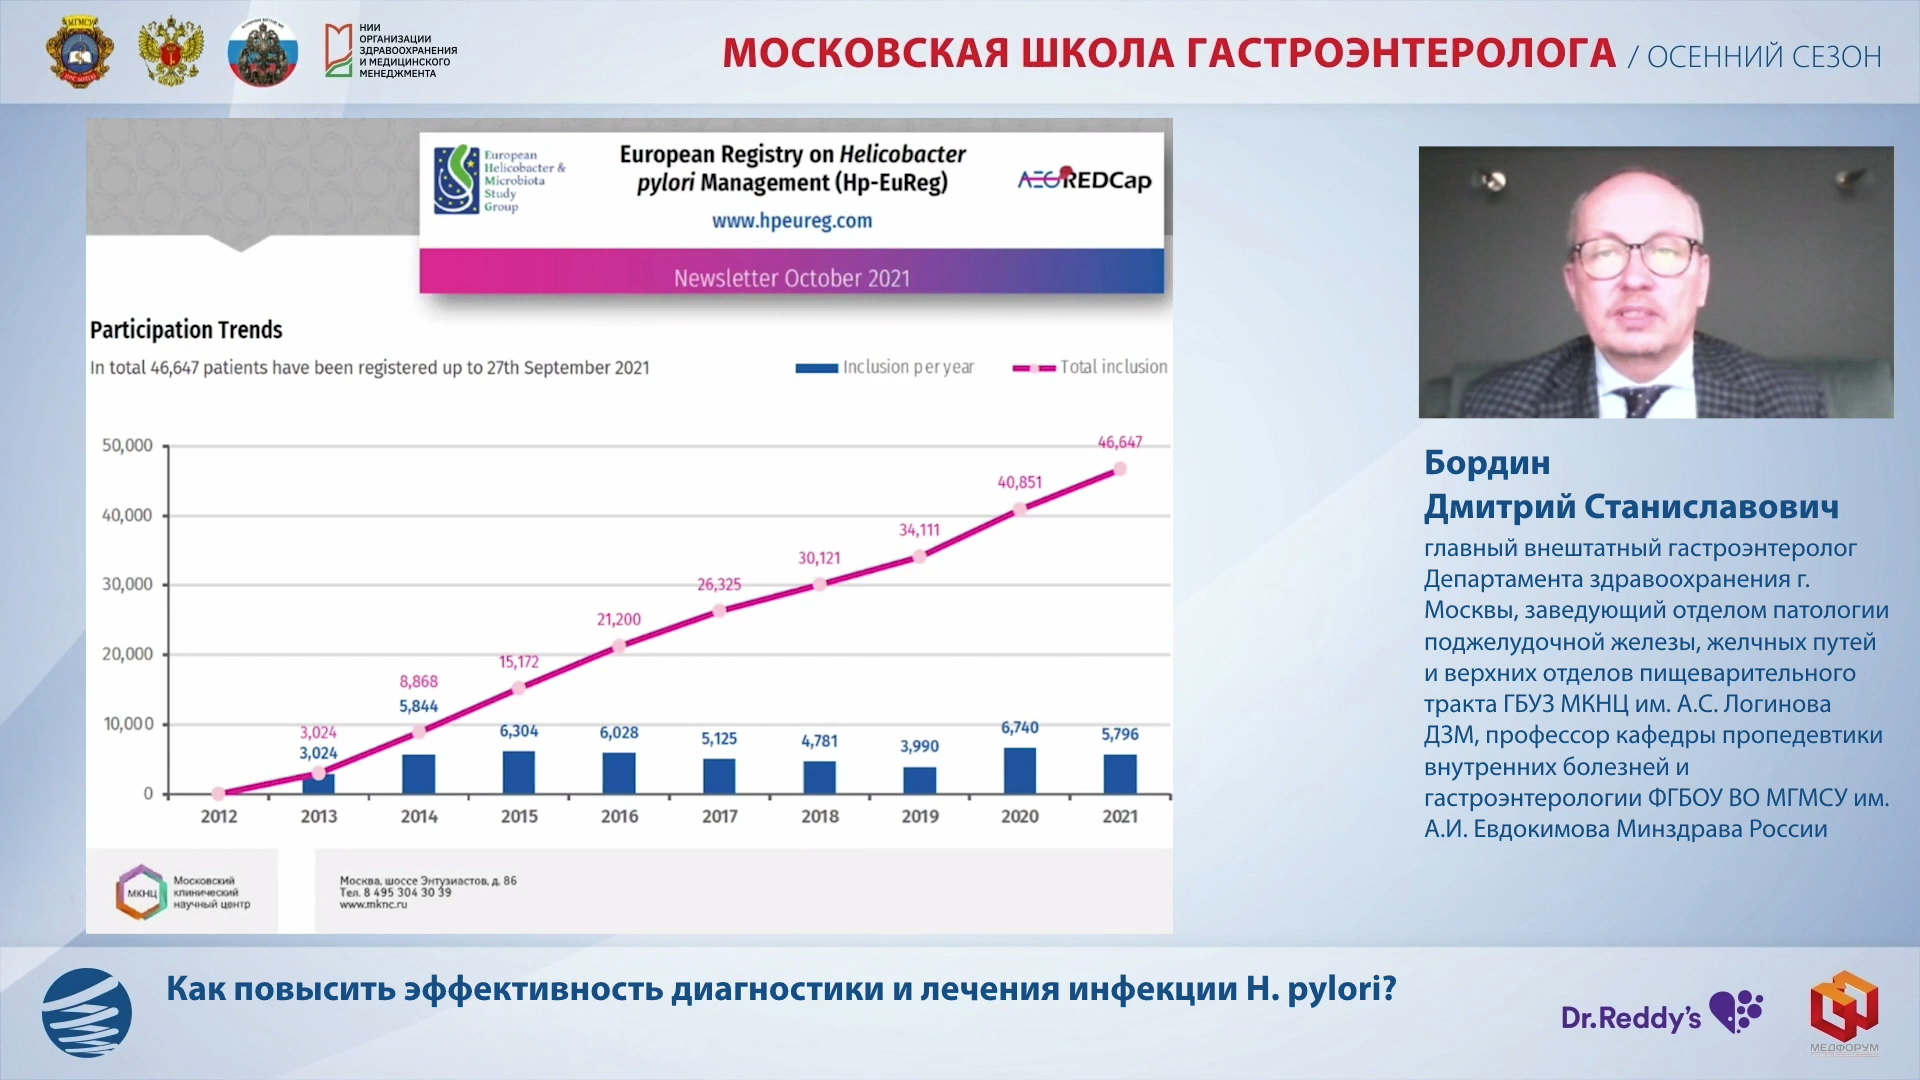 НИИ
ОРГАНИЗАЦИИ
ЗДРАВООХРАНЕНИЯ
И МЕДИЦИНСКОГО
МЕНЕДЖМЕНТА
МОСКОВСКАЯ ШКОЛА ГАСТРОЭНТЕРОЛОГА / ОСЕННИЙ СЕЗОН
European
Helicobacter &
Microbiota
Study
Group
European Registry on Helicobacter
pylori Management (Hp-EuReg)
www.hpeureg.com
AEGREDCap
Newsletter October 2021
Participation Trends
In total 46,647 patients have been registered up to 27th September 2021
Inclusion per year
Total inclusion
50,000
40,000
30,000
20,000
10,000
0
3,024
8,868
15,172
21,200
26,325
30,121
34,111
40,851
46,647
3,024
5,844
6,304
6,028
5,125
4,781
3,990
6,740
5,796
2012
2013
2014
2015
2016
2017
2018
2019
2020
2021
МКНЦ
Московский
клинический
научный центр
Москва, шоссе Энтузиастов, д. 86
Тел. 8 495 304 30 39
www.mknc.ru
Бордин
Дмитрий Станиславович
главный внештатный гастроэнтеролог
Департамента здравоохранения г.
Москвы, заведующий отделом патологии
поджелудочной железы, желчных путей
и верхних отделов пищеварительного
тракта ГБУЗ МКНЦ им. А.С. Логинова
ДЗМ, профессор кафедры пропедевтики
внутренних болезней и
гастроэнтерологии ФГБОУ ВО МГМСУ им.
А.И. Евдокимова Минздрава России
Как повысить эффективность диагностики и лечения инфекции H. pylori?
Dr.Reddy's
МЕДФОРУМ